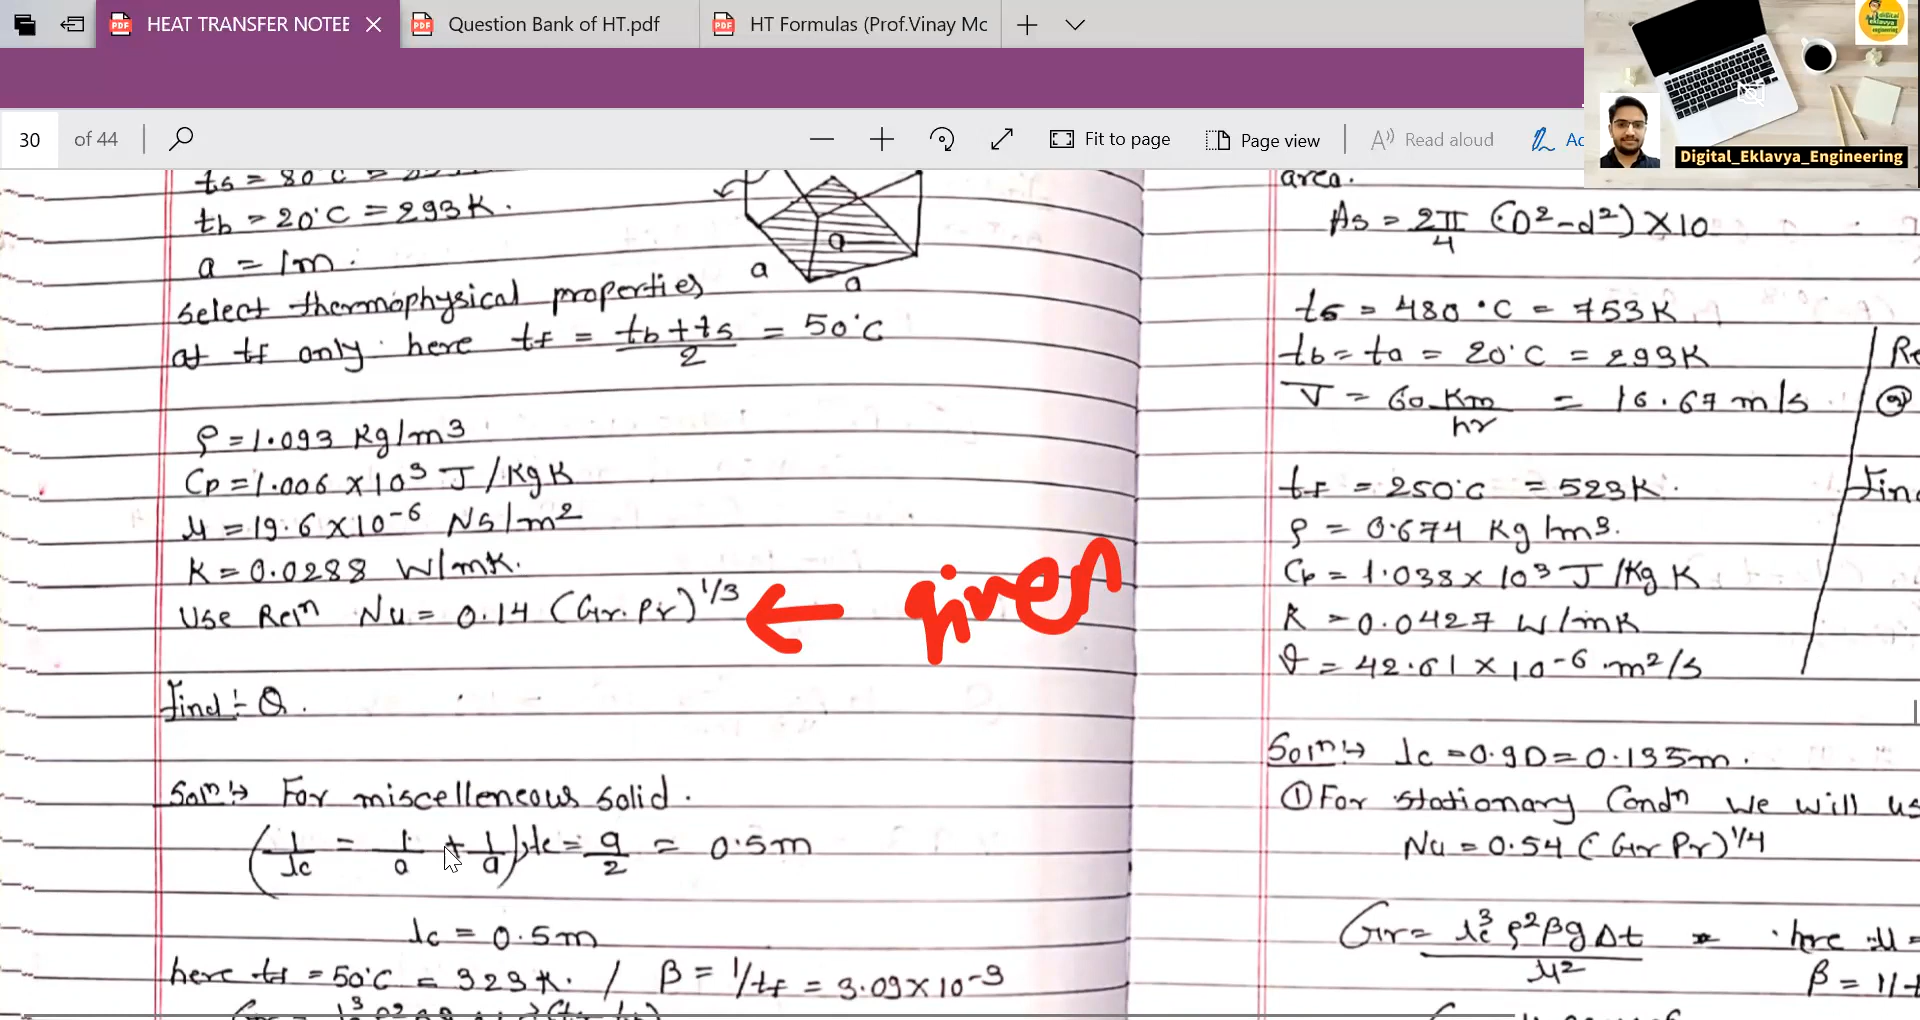 HEAT TRANSFER NOTEE
Question Bank of HT.pdf
HT Formulas (Prof.Vinay Mc
30 of 44
Fit to page
Page view
Read aloud
Digital_Eklavya_Engineering
ts = 80°C =
tb = 20°C = 293K.
a = 1m.
a
a
a
select thermophysical properties
at tf only. here tf = tb+ts/2 = 50°C
ρ = 1.093 Kg/m3
Cp = 1.006 x 10³ J/KgK
μ = 19.6 x 10-6 Ns/m2
K = 0.0288 W/mK.
Use Reln Nu = 0.14 (Gr.Pr)^1/3
← given
find :- Q.
Soln :→ For miscelleneous solid.
(1/lc = 1/a + 1/a) lc = a/2 = 0.5m
lc = 0.5m
here tf = 50°C = 323K. / β = 1/tf = 3.09 x 10-3
area.
As = 2π/4 (D²-d²) x 10
ts = 480°C = 753K
tb = ta = 20°C = 293K
V = 60 Km/hr = 16.67 m/s
tf = 250°C = 523K.
ρ = 0.674 Kg/m3.
Cp = 1.038 x 10³ J/Kg K
K = 0.0427 W/mK
ϑ = 42.61 x 10-6 m2/s
Soln :→ lc = 0.9D = 0.135m.
① For stationary Condn we will us
Nu = 0.54 (Gr Pr)^1/4
Gr = lc³ρ²βgΔt/μ²
here μ =
β = 1/t